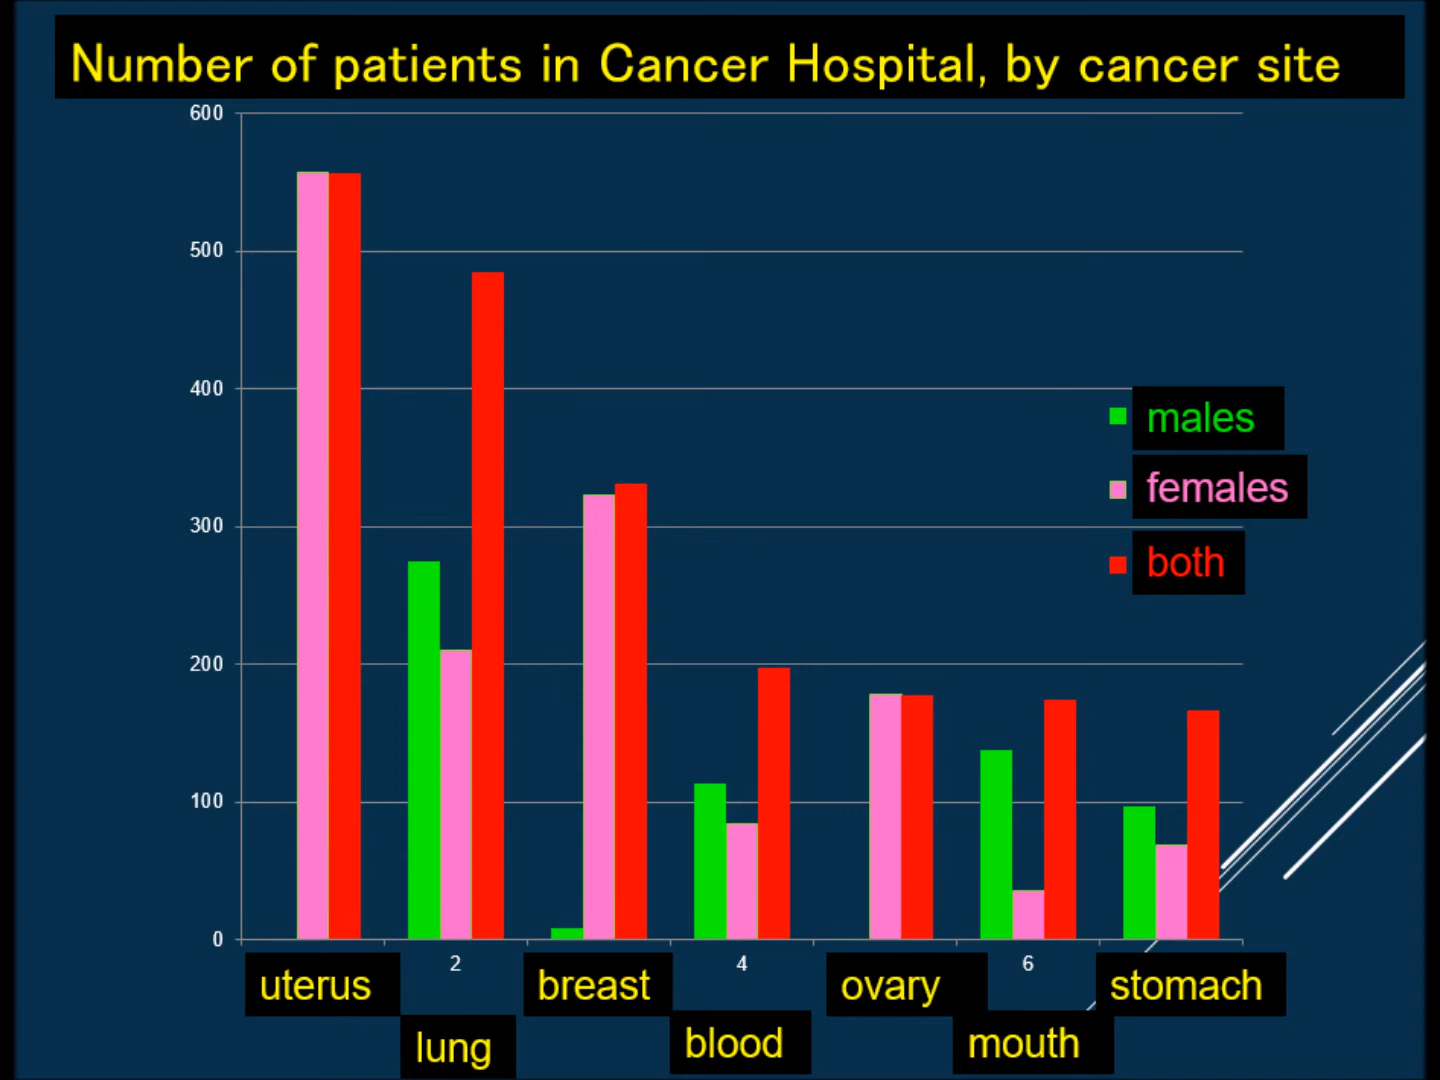 Number of patients in Cancer Hospital, by cancer site
600
500
400
300
200
100
0
males
females
both
2
4
6
uterus
breast
ovary
stomach
lung
blood
mouth